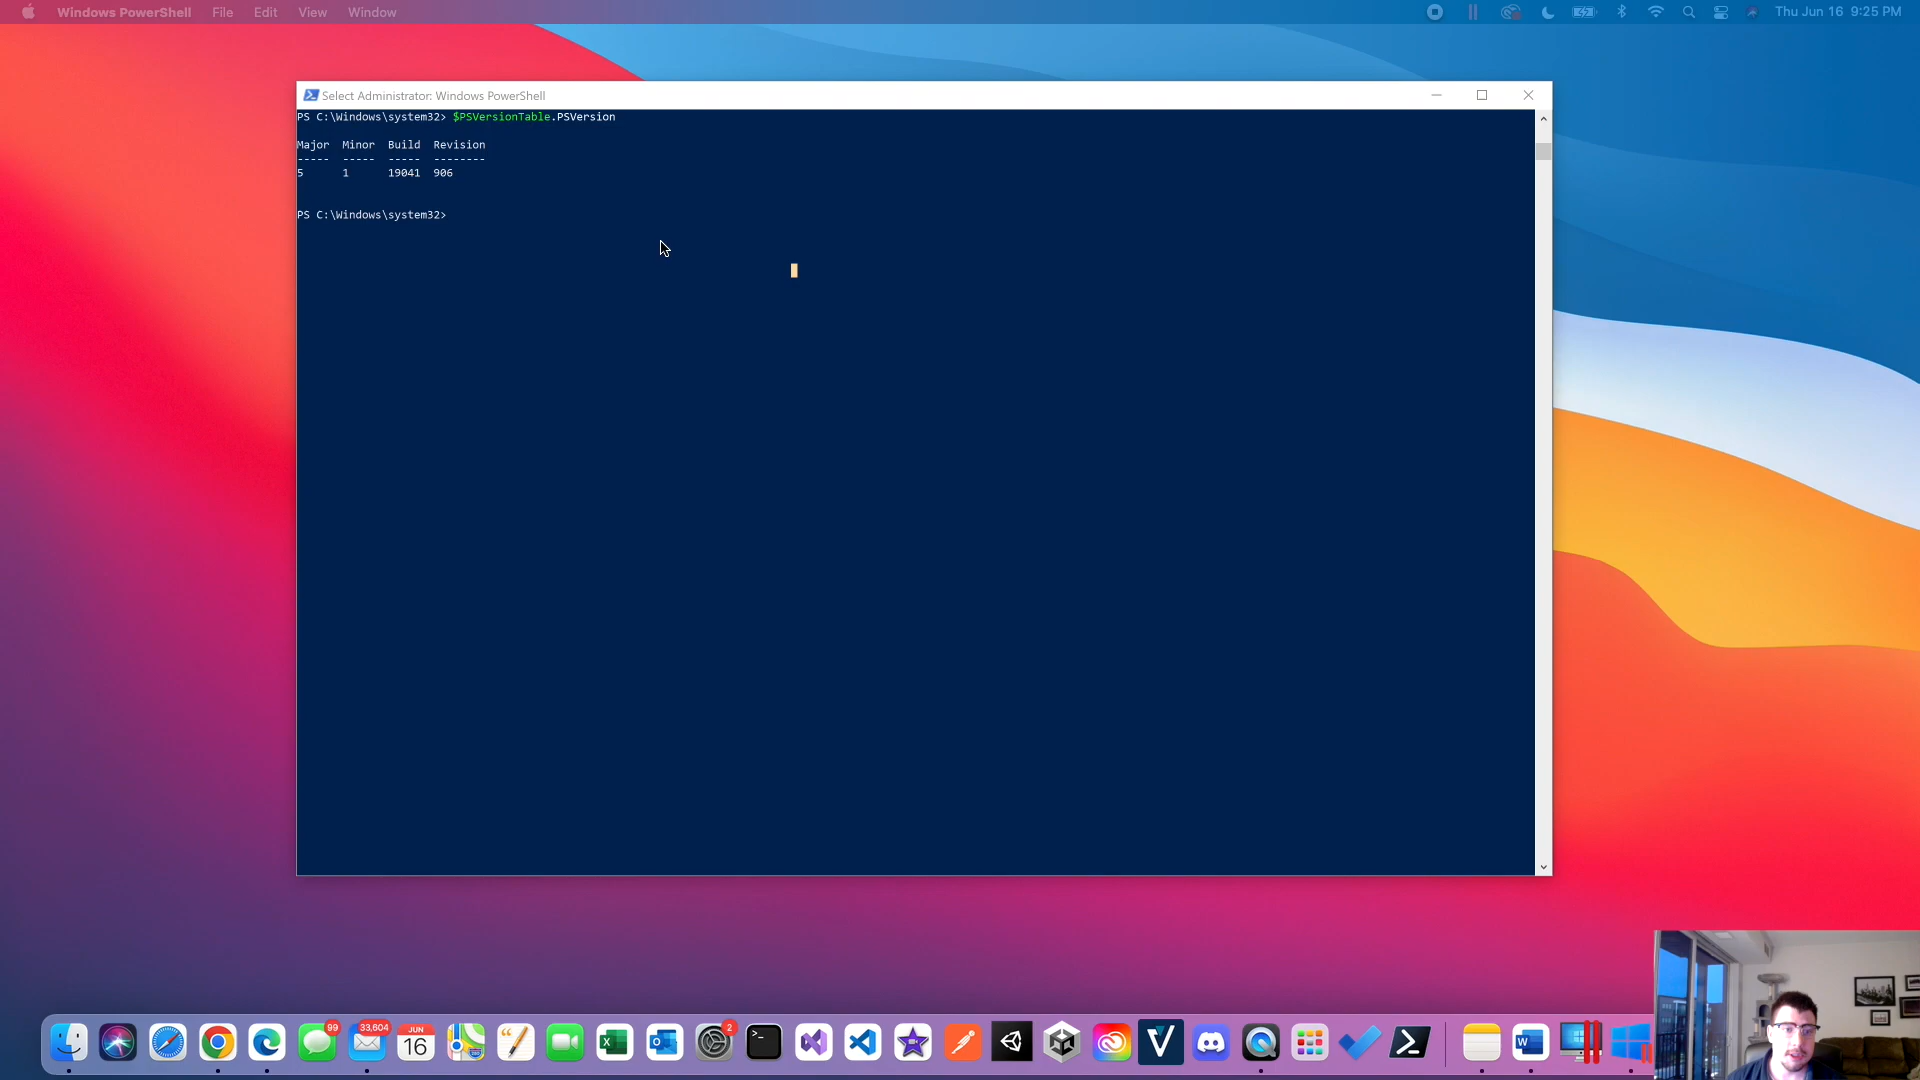 Windows PowerShell File Edit View Window Thu Jun 16 9:25 PM
Select Administrator: Windows PowerShell
PS C:\Windows\system32> $PSVersionTable.PSVersion
Major Minor Build Revision
----- ----- ----- --------
5 1 19041 906
PS C:\Windows\system32>
99 33,604 JUN 2
16